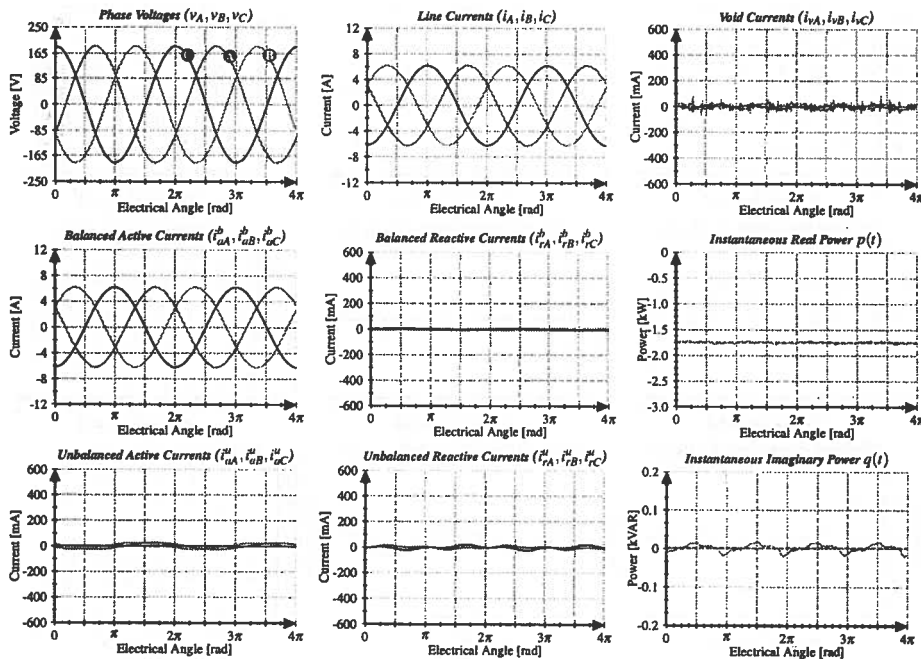 Phase Voltages (vA, vB, vC)
250
165
85
0
-85
-165
-250
Voltage [V]
0 π 2π 3π 4π
Electrical Angle [rad]
Line Currents (iA, iB, iC)
12
8
4
0
-4
-8
-12
Current [A]
0 π 2π 3π 4π
Electrical Angle [rad]
Void Currents (ivA, ivB, ivC)
600
400
200
0
-200
-400
-600
Current [mA]
0 π 2π 3π 4π
Electrical Angle [rad]
Balanced Active Currents (i^b_aA, i^b_aB, i^b_aC)
12
8
4
0
-4
-8
-12
Current [A]
0 π 2π 3π 4π
Electrical Angle [rad]
Balanced Reactive Currents (i^b_rA, i^b_rB, i^b_rC)
600
400
200
0
-200
-400
-600
Current [mA]
0 π 2π 3π 4π
Electrical Angle [rad]
Instantaneous Real Power p(t)
0
-0.5
-1.0
-1.5
-2.0
-2.5
-3.0
Power [kW]
0 π 2π 3π 4π
Electrical Angle [rad]
Unbalanced Active Currents (i^u_aA, i^u_aB, i^u_aC)
600
400
200
0
-200
-400
-600
Current [mA]
0 π 2π 3π 4π
Electrical Angle [rad]
Unbalanced Reactive Currents (i^u_rA, i^u_rB, i^u_rC)
600
400
200
0
-200
-400
-600
Current [mA]
0 π 2π 3π 4π
Electrical Angle [rad]
Instantaneous Imaginary Power q(t)
0.2
0.1
0
-0.1
-0.2
Power [kVAR]
0 π 2π 3π 4π
Electrical Angle [rad]